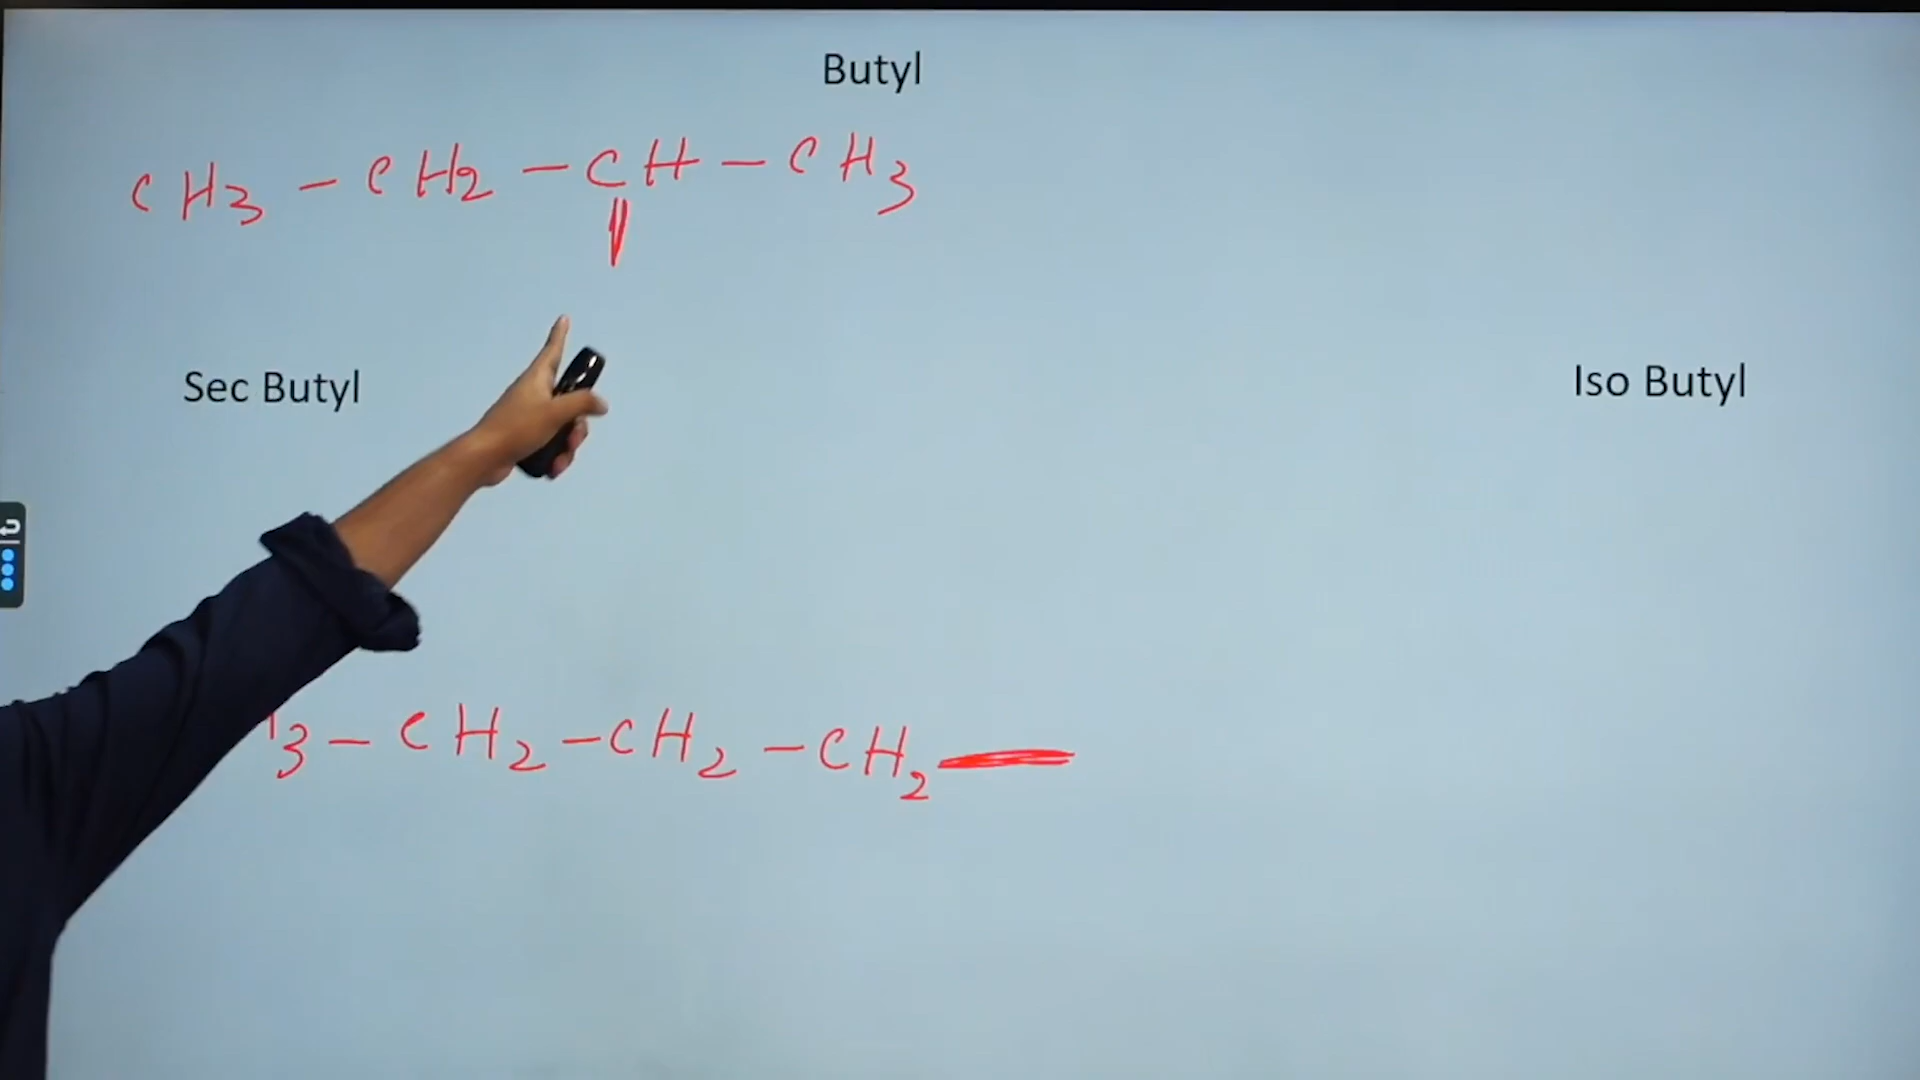 Butyl
CH3 - CH2 - CH - CH3
Sec Butyl
Iso Butyl
3 - CH2 - CH2 - CH2